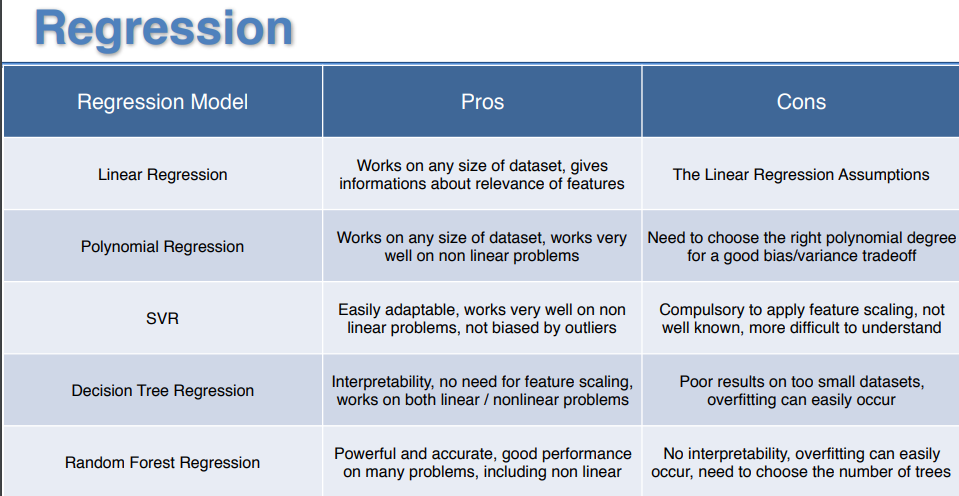 Regression
Regression Model
Pros
Cons
Linear Regression
Works on any size of dataset, gives
informations about relevance of features
The Linear Regression Assumptions
Polynomial Regression
Works on any size of dataset, works very
well on non linear problems
Need to choose the right polynomial degree
for a good bias/variance tradeoff
SVR
Easily adaptable, works very well on non
linear problems, not biased by outliers
Compulsory to apply feature scaling, not
well known, more difficult to understand
Decision Tree Regression
Interpretability, no need for feature scaling,
works on both linear / nonlinear problems
Poor results on too small datasets,
overfitting can easily occur
Random Forest Regression
Powerful and accurate, good performance
on many problems, including non linear
No interpretability, overfitting can easily
occur, need to choose the number of trees